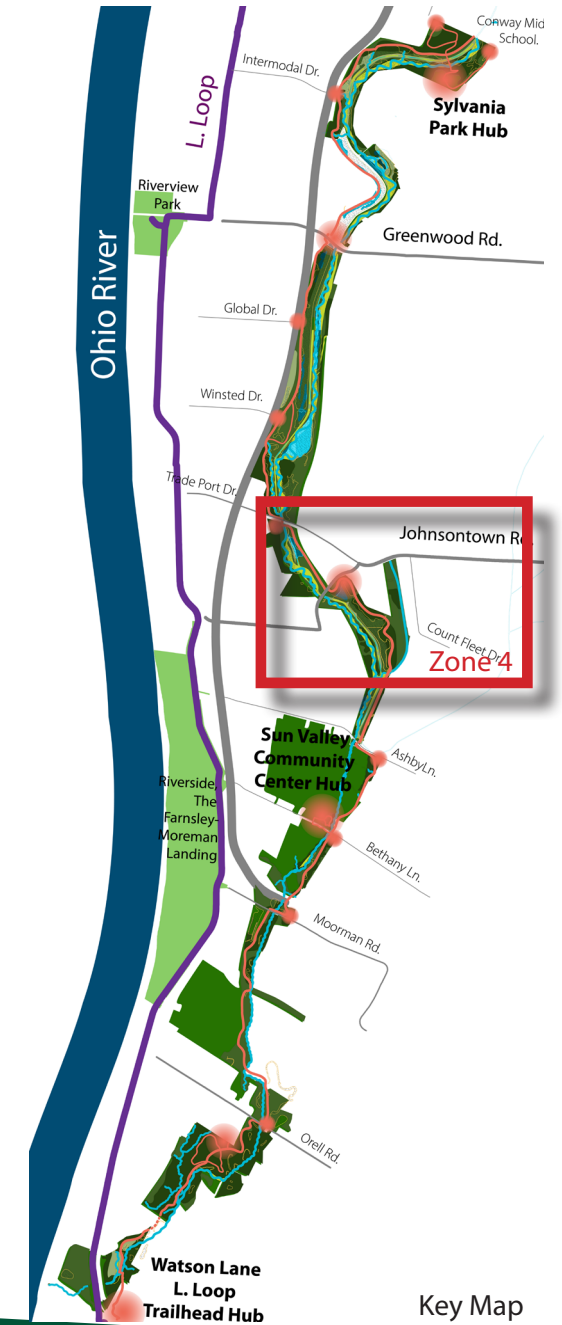 Conway Mid
School.
Intermodal Dr.
L. Loop
Sylvania
Park Hub
Riverview
Park
Greenwood Rd.
Ohio River
Global Dr.
Winsted Dr.
Trade Port Dr.
Johnsontown Rd.
Count Fleet Dr.
Zone 4
Sun Valley
Community
Center Hub
AshbyLn.
Riverside,
The
Farnsley-
Moreman
Landing
Bethany Ln.
Moorman Rd.
Orell Rd.
Watson Lane
L. Loop
Trailhead Hub
Key Map